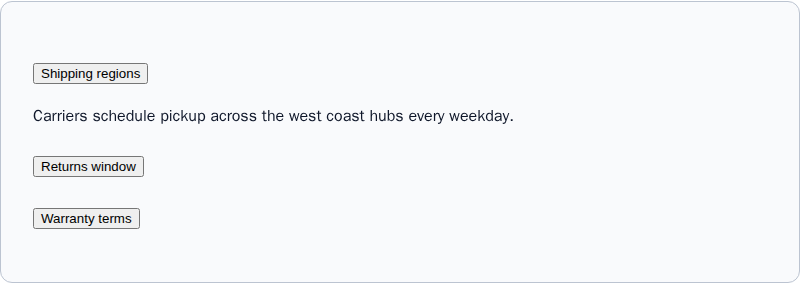 Shipping regions
Carriers schedule pickup across the west coast hubs every weekday.
Returns window
Warranty terms